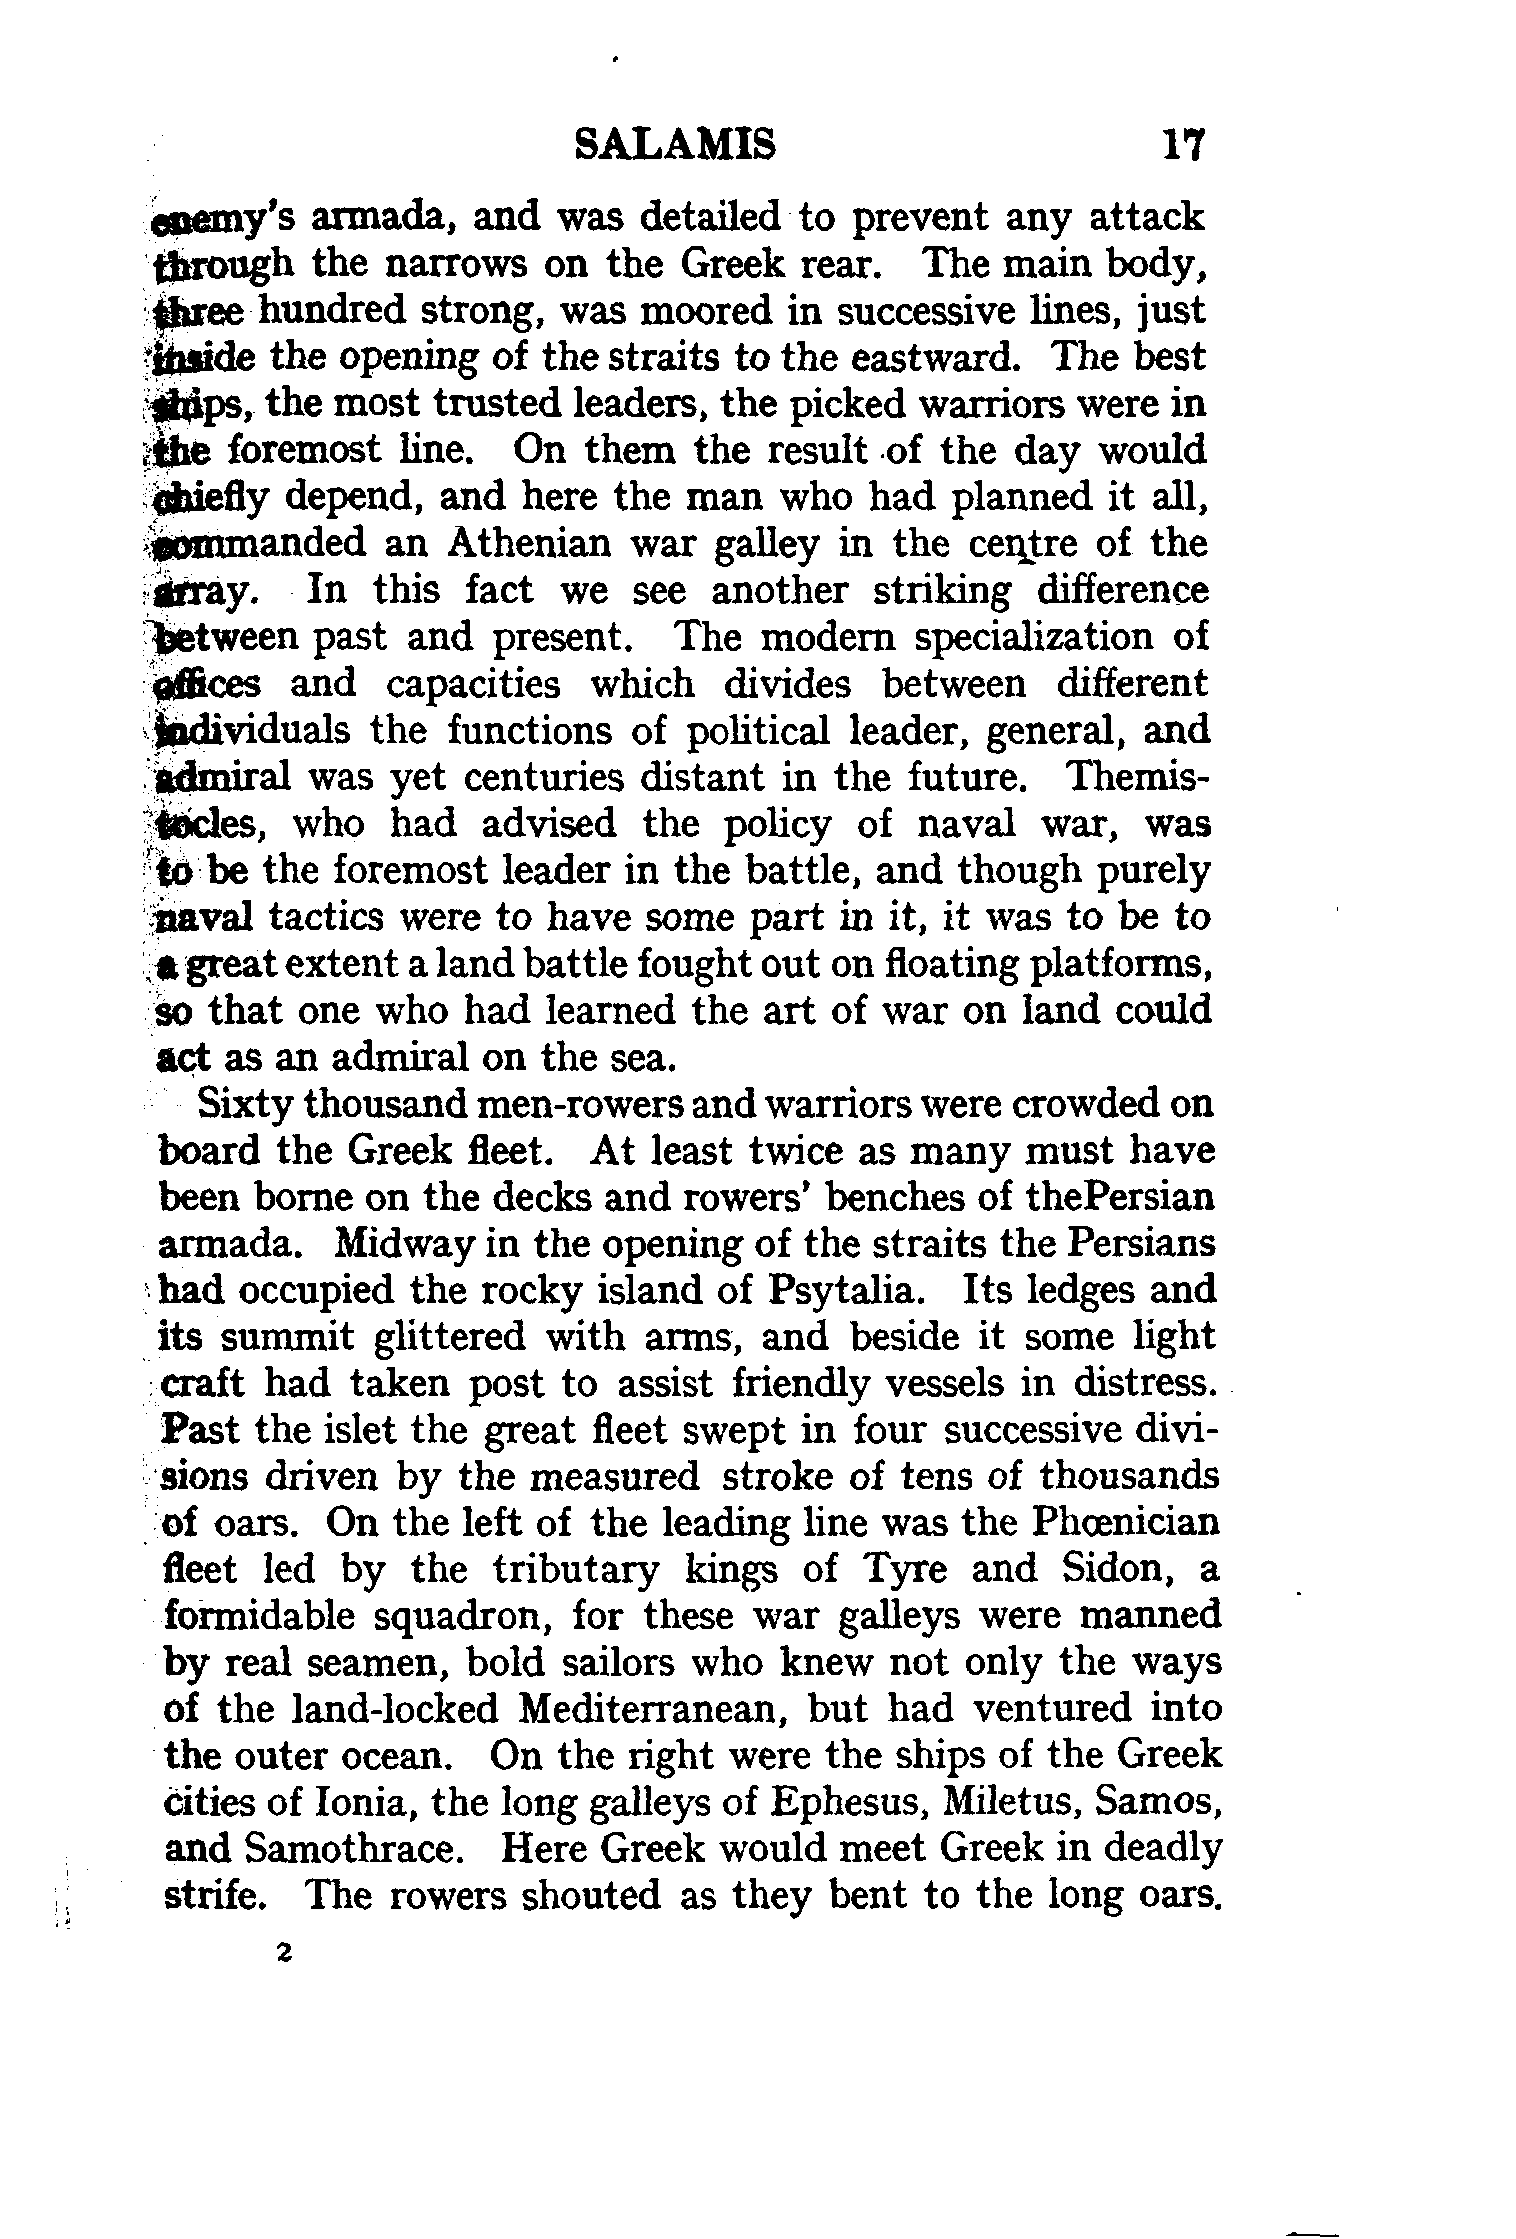 SALAMIS 17
enemy's armada, and was detailed to prevent any attack
through the narrows on the Greek rear. The main body,
three hundred strong, was moored in successive lines, just
inside the opening of the straits to the eastward. The best
ships, the most trusted leaders, the picked warriors were in
the foremost line. On them the result of the day would
chiefly depend, and here the man who had planned it all,
commanded an Athenian war galley in the centre of the
array. In this fact we see another striking difference
between past and present. The modern specialization of
offices and capacities which divides between different
individuals the functions of political leader, general, and
admiral was yet centuries distant in the future. Themis-
tocles, who had advised the policy of naval war, was
to be the foremost leader in the battle, and though purely
naval tactics were to have some part in it, it was to be to
a great extent a land battle fought out on floating platforms,
so that one who had learned the art of war on land could
act as an admiral on the sea.
Sixty thousand men-rowers and warriors were crowded on
board the Greek fleet. At least twice as many must have
been borne on the decks and rowers' benches of thePersian
armada. Midway in the opening of the straits the Persians
had occupied the rocky island of Psytalia. Its ledges and
its summit glittered with arms, and beside it some light
craft had taken post to assist friendly vessels in distress.
Past the islet the great fleet swept in four successive divi-
sions driven by the measured stroke of tens of thousands
of oars. On the left of the leading line was the Phœnician
fleet led by the tributary kings of Tyre and Sidon, a
formidable squadron, for these war galleys were manned
by real seamen, bold sailors who knew not only the ways
of the land-locked Mediterranean, but had ventured into
the outer ocean. On the right were the ships of the Greek
cities of Ionia, the long galleys of Ephesus, Miletus, Samos,
and Samothrace. Here Greek would meet Greek in deadly
strife. The rowers shouted as they bent to the long oars.
2